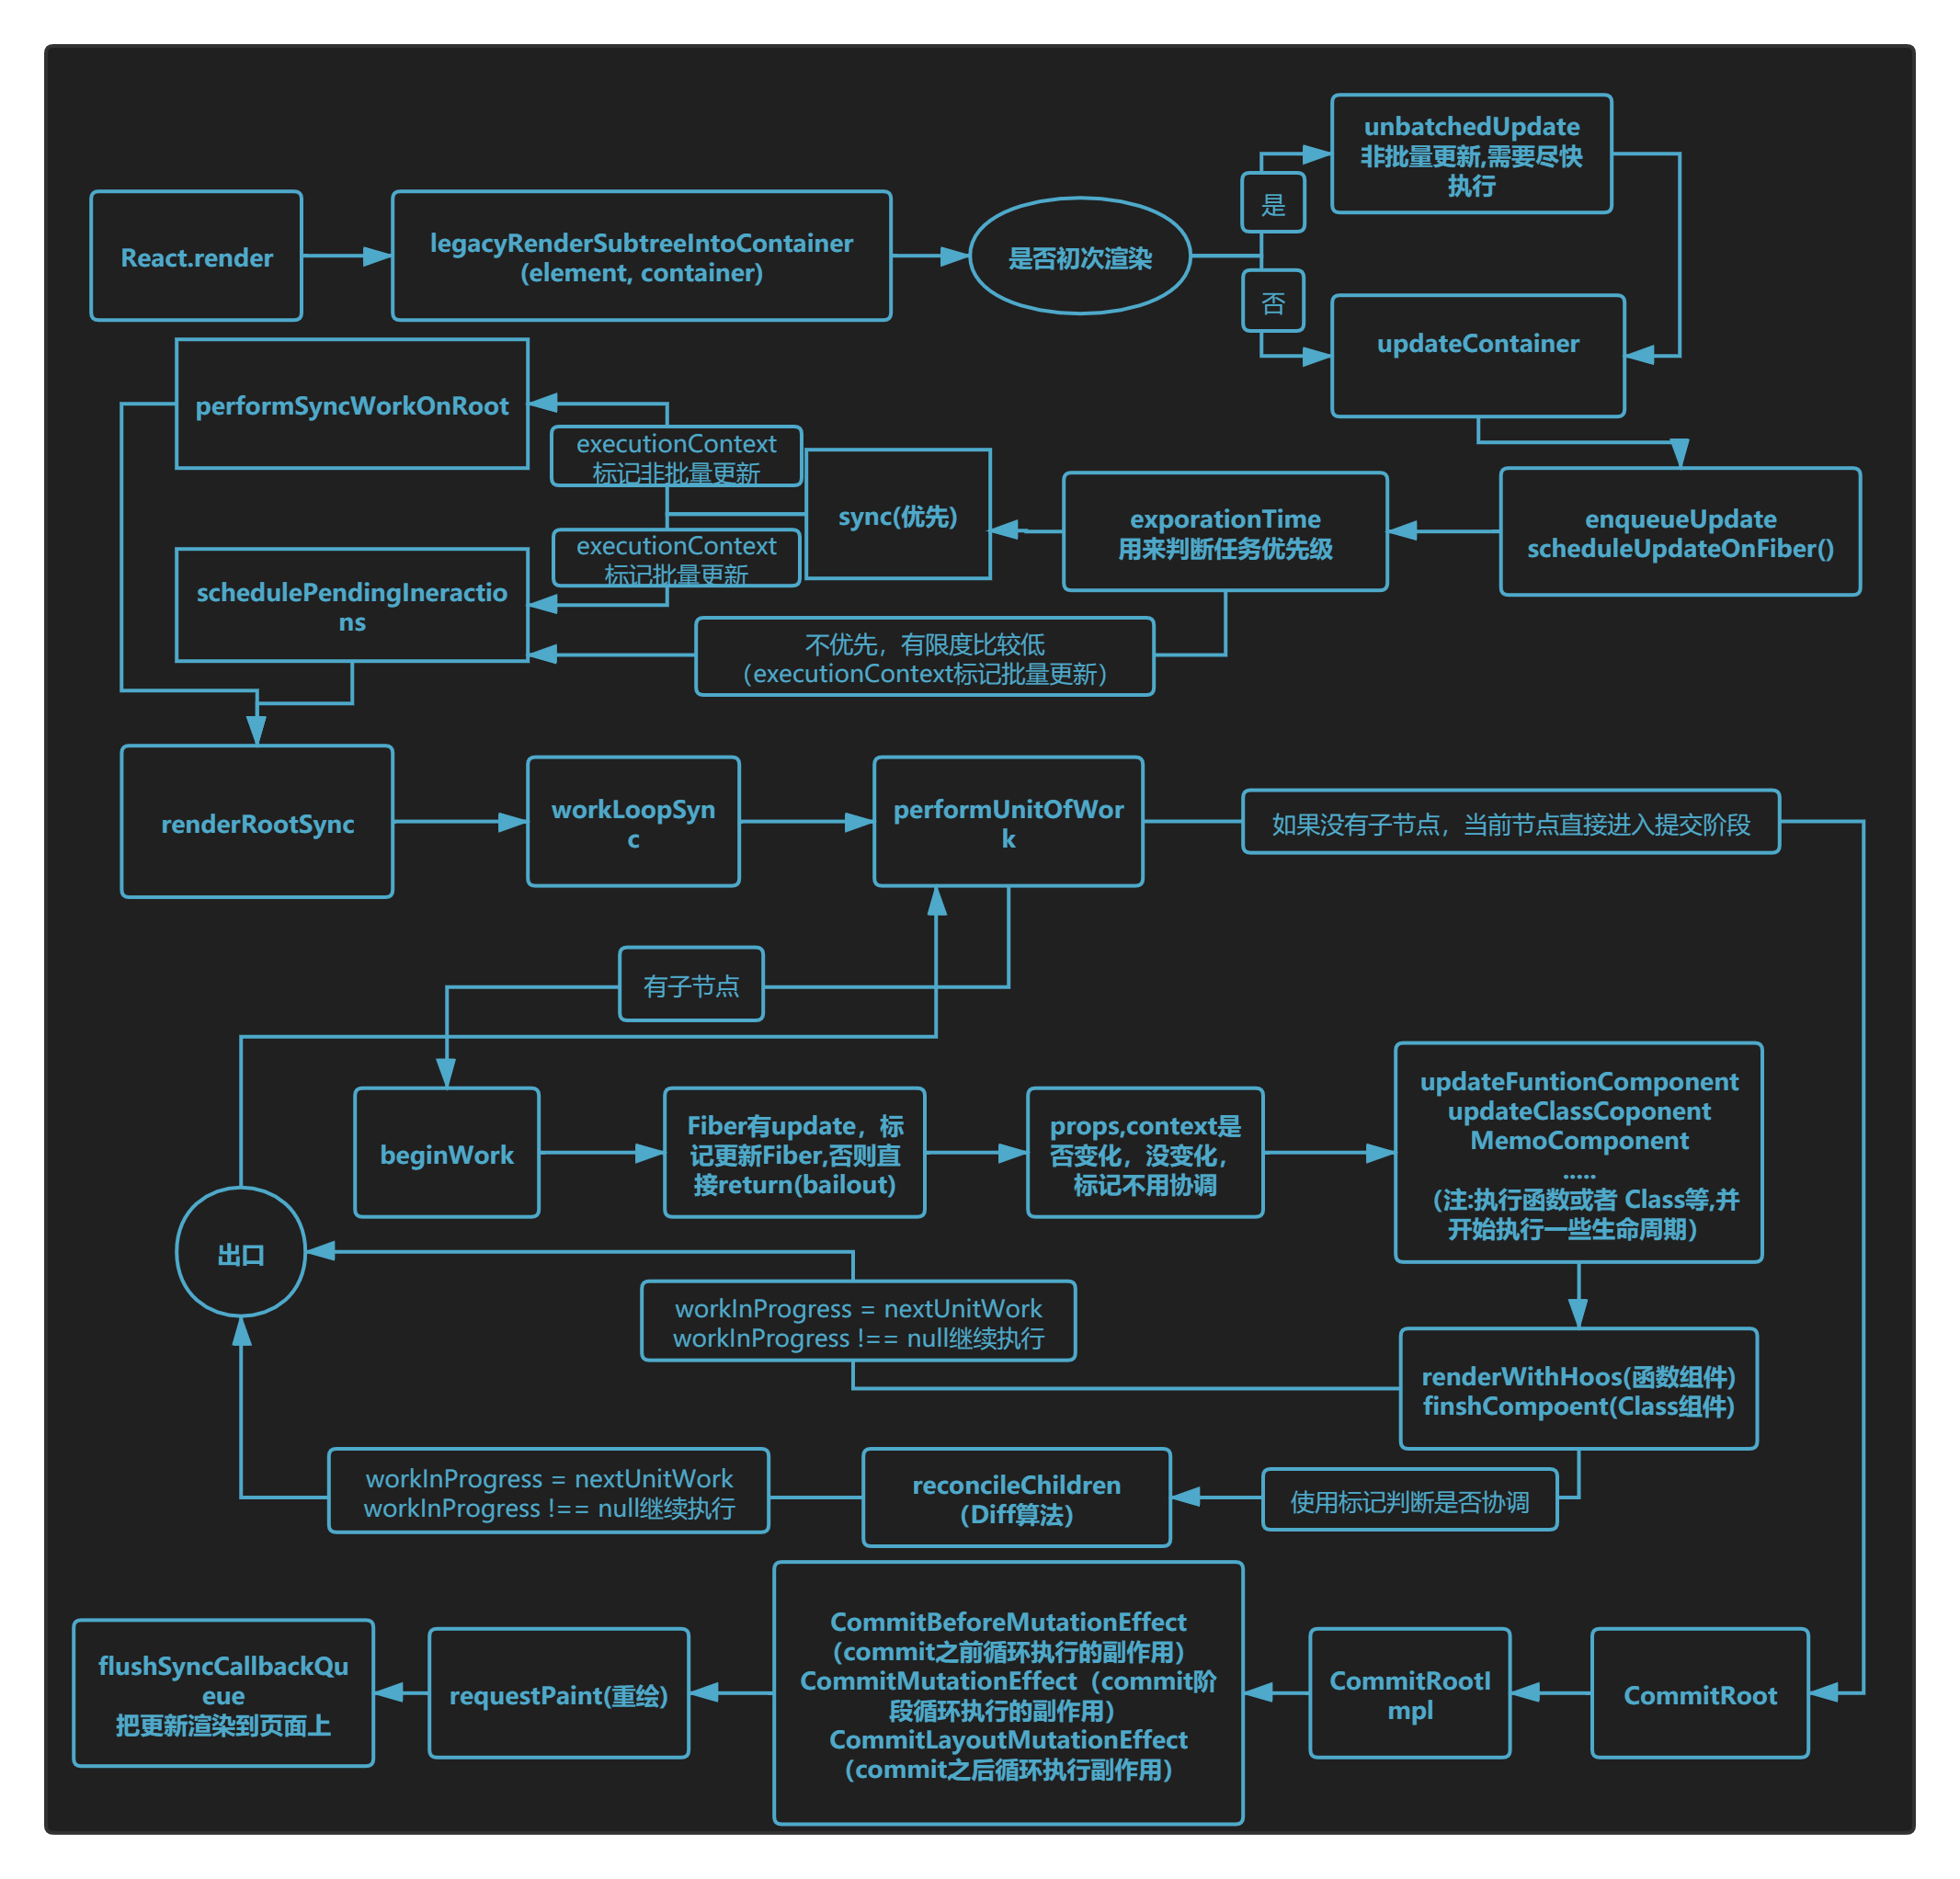 React.render
legacyRenderSubtreeIntoContainer
(element, container)
是否初次渲染
是
否
unbatchedUpdate
非批量更新,需要尽快
执行
updateContainer
enqueueUpdate
scheduleUpdateOnFiber()
exporationTime
用来判断任务优先级
sync(优先)
executionContext
标记非批量更新
executionContext
标记批量更新
performSyncWorkOnRoot
schedulePendingIneractio
ns
不优先，有限度比较低
（executionContext标记批量更新）
renderRootSync
workLoopSyn
c
performUnitOfWor
k
如果没有子节点，当前节点直接进入提交阶段
有子节点
beginWork
Fiber有update，标
记更新Fiber,否则直
接return(bailout)
props,context是
否变化，没变化，
标记不用协调
updateFuntionComponent
updateClassCoponent
MemoComponent
.....
（注:执行函数或者 Class等,并
开始执行一些生命周期）
出口
workInProgress = nextUnitWork
workInProgress !== null继续执行
renderWithHoos(函数组件)
finshCompoent(Class组件)
使用标记判断是否协调
reconcileChildren
（Diff算法）
workInProgress = nextUnitWork
workInProgress !== null继续执行
CommitRoot
CommitRootI
mpl
CommitBeforeMutationEffect
（commit之前循环执行的副作用）
CommitMutationEffect（commit阶
段循环执行的副作用）
CommitLayoutMutationEffect
（commit之后循环执行副作用）
requestPaint(重绘)
flushSyncCallbackQu
eue
把更新渲染到页面上